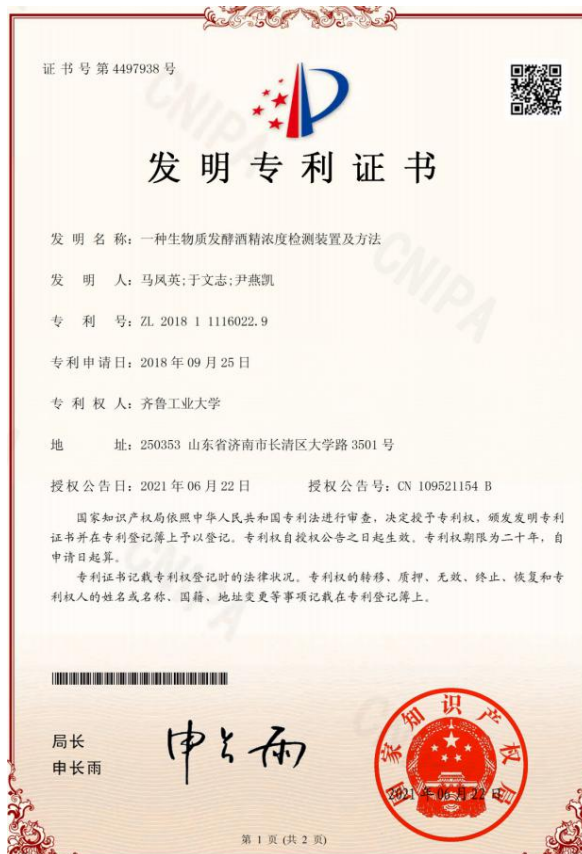 证书号第4497938号
发明专利证书
发明名称：一种生物质发酵酒精浓度检测装置及方法
发明人：马凤英;于文志;尹燕凯
专利号：ZL 2018 1 1116022.9
专利申请日：2018年09月25日
专利权人：齐鲁工业大学
地址：250353 山东省济南市长清区大学路3501号
授权公告日：2021年06月22日 授权公告号：CN 109521154 B
国家知识产权局依照中华人民共和国专利法进行审查，决定授予专利权，颁发发明专利
证书并在专利登记簿上予以登记。专利权自授权公告之日起生效。专利权期限为二十年，自
申请日起算。
专利证书记载专利权登记时的法律状况。专利权的转移、质押、无效、终止、恢复和专
利权人的姓名或名称、国籍、地址变更等事项记载在专利登记簿上。
局长
申长雨
申长雨
国家知识产权局
2021年06月22日
第 1 页 (共 2 页)
CNIPA
CNIPA
CNIPA
CNIPA